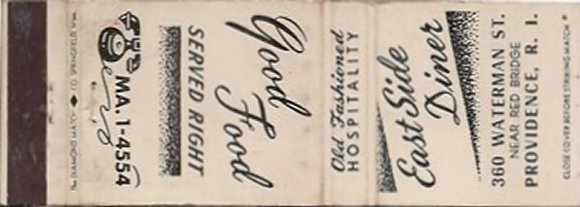 CLOSE COVER BEFORE STRIKING MATCH
360 WATERMAN ST.
NEAR RED BRIDGE
PROVIDENCE, R. I.
East Side
Diner
Old Fashioned
HOSPITALITY
Good
Food
SERVED RIGHT
MA. 1-4554
THE DIAMOND MATCH CO. SPRINGFIELD